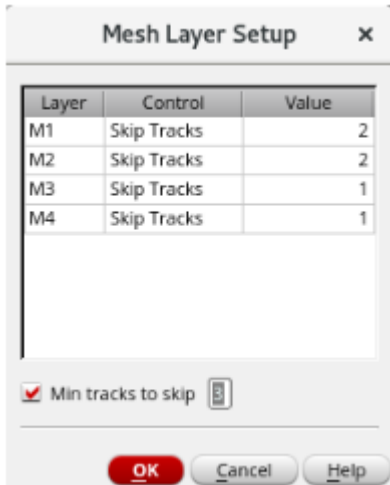 Mesh Layer Setup
Layer Control Value
M1 Skip Tracks 2
M2 Skip Tracks 2
M3 Skip Tracks 1
M4 Skip Tracks 1
Min tracks to skip 3
OK Cancel Help